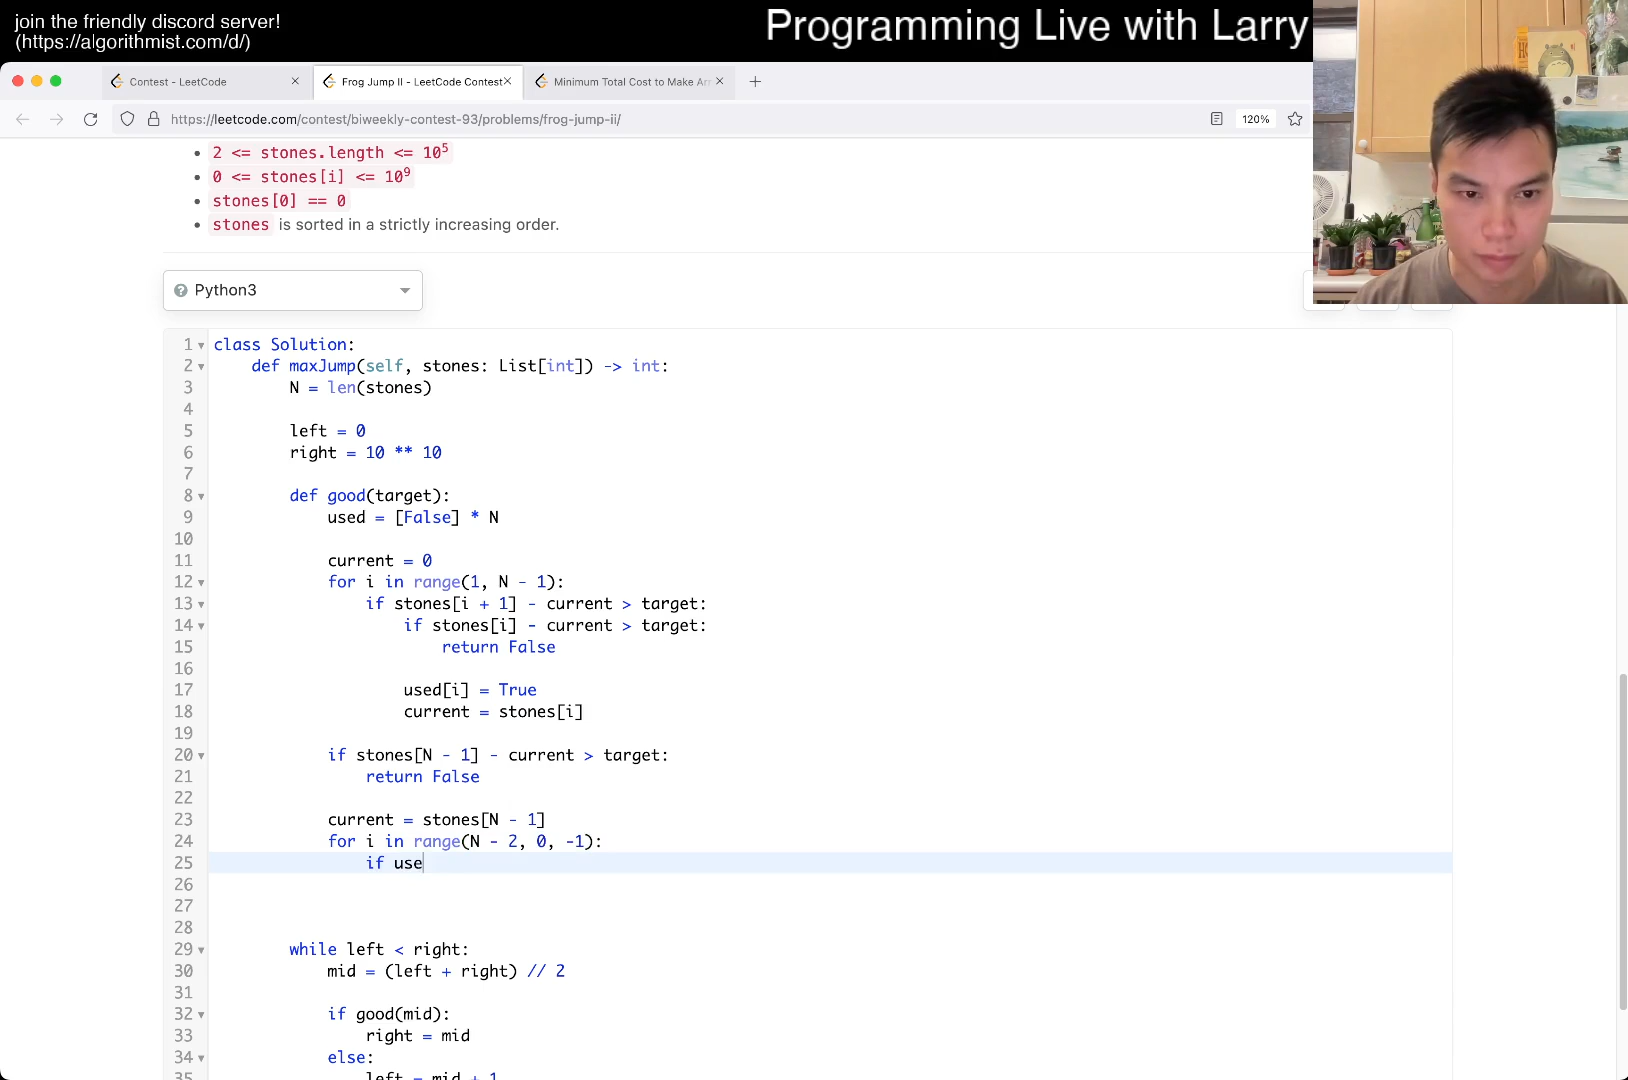 join the friendly discord server!
(https://algorithmist.com/d/)
Programming Live with Larry
Contest - LeetCode
Frog Jump II - LeetCode Contest
Minimum Total Cost to Make Arr
https://leetcode.com/contest/biweekly-contest-93/problems/frog-jump-ii/
120%
2 <= stones.length <= 10^5
0 <= stones[i] <= 10^9
stones[0] == 0
stones is sorted in a strictly increasing order.
Python3
1 class Solution:
2 def maxJump(self, stones: List[int]) -> int:
3 N = len(stones)
4
5 left = 0
6 right = 10 ** 10
7
8 def good(target):
9 used = [False] * N
10
11 current = 0
12 for i in range(1, N - 1):
13 if stones[i + 1] - current > target:
14 if stones[i] - current > target:
15 return False
16
17 used[i] = True
18 current = stones[i]
19
20 if stones[N - 1] - current > target:
21 return False
22
23 current = stones[N - 1]
24 for i in range(N - 2, 0, -1):
25 if use
26
27
28
29 while left < right:
30 mid = (left + right) // 2
31
32 if good(mid):
33 right = mid
34 else:
35 left = mid + 1